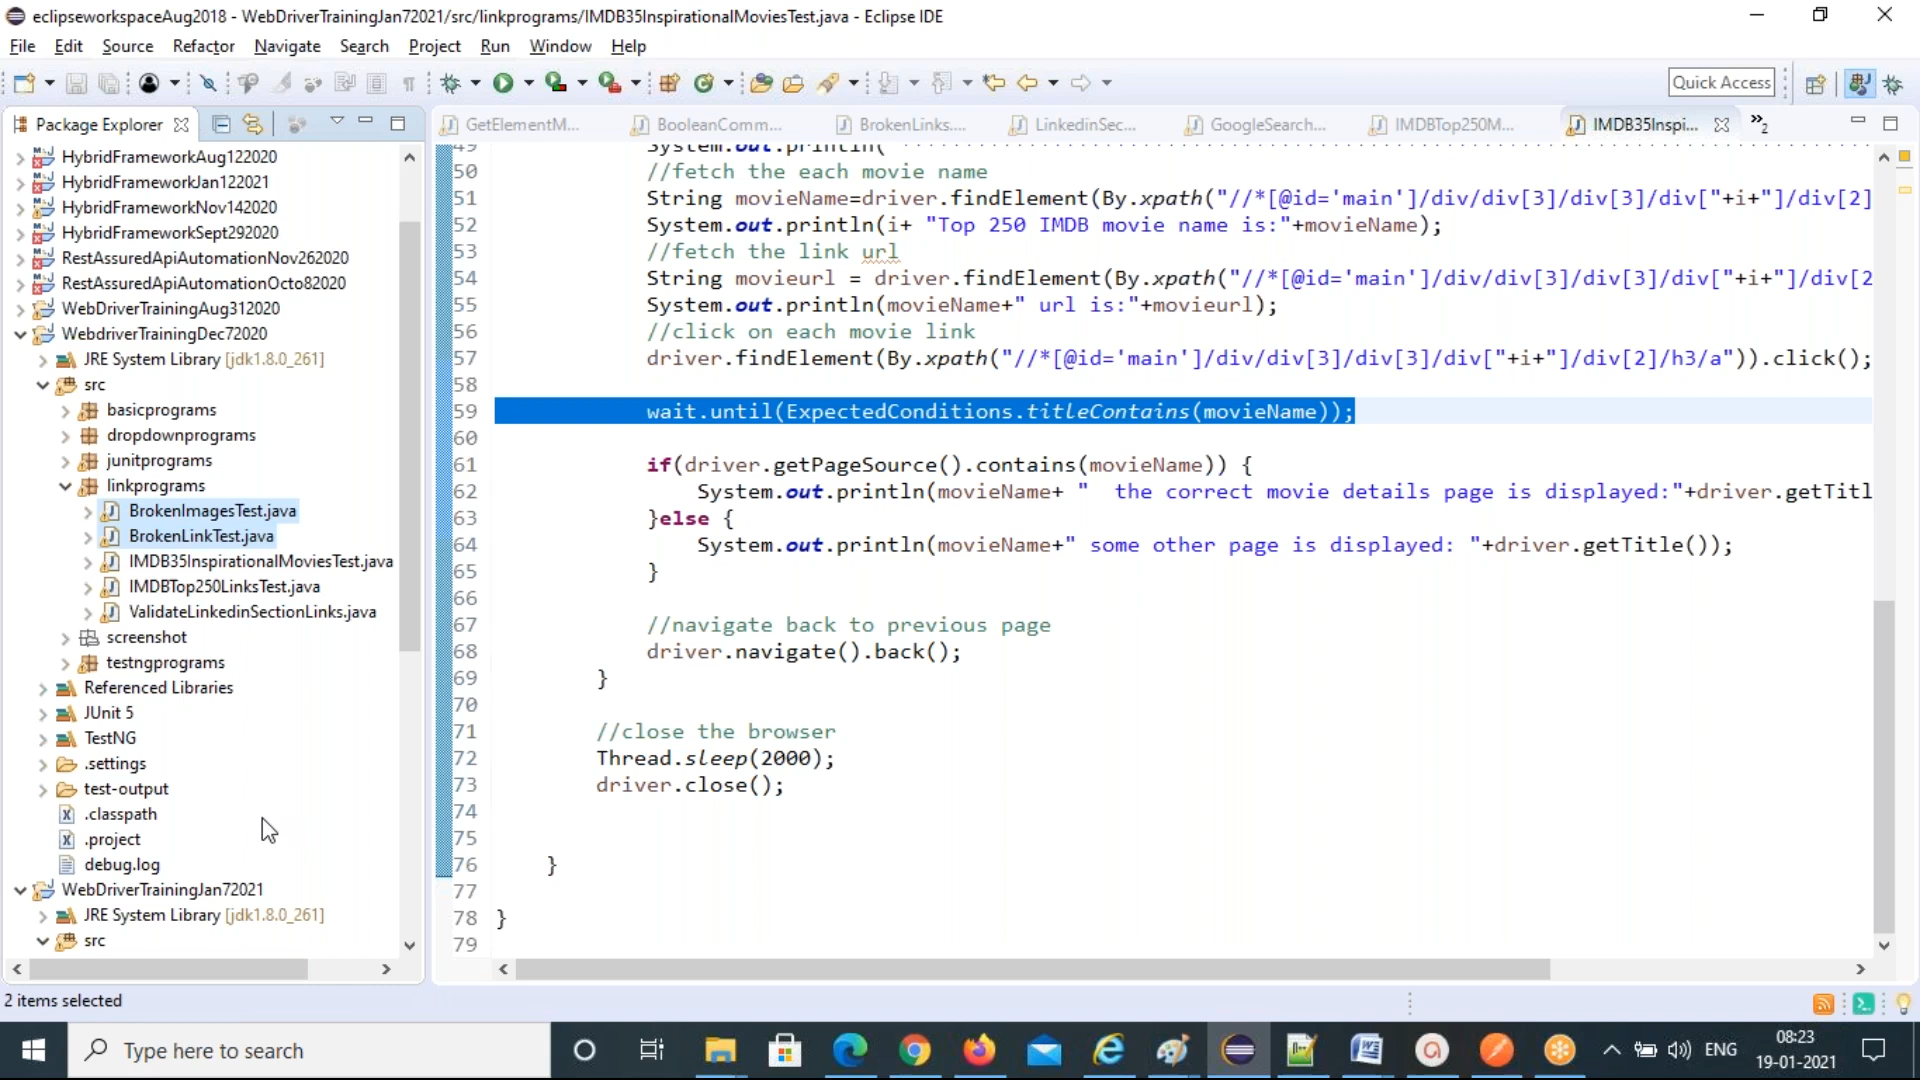 eclipseworkspaceAug2018 - WebDriverTrainingJan72021/src/linkprograms/IMDB35InspirationalMoviesTest.java - Eclipse IDE
File Edit Source Refactor Navigate Search Project Run Window Help
Quick Access
Package Explorer
GetElementM...
BooleanComm...
BrokenLinks....
LinkedinSec...
GoogleSearch...
IMDBTop250M...
IMDB35Inspi...
»2
HybridFrameworkAug122020
HybridFrameworkJan122021
HybridFrameworkNov142020
HybridFrameworkSept292020
RestAssuredApiAutomationNov262020
RestAssuredApiAutomationOcto82020
WebDriverTrainingAug312020
WebdriverTrainingDec72020
JRE System Library [jdk1.8.0_261]
src
basicprograms
dropdownprograms
junitprograms
linkprograms
BrokenImagesTest.java
BrokenLinkTest.java
IMDB35InspirationalMoviesTest.java
IMDBTop250LinksTest.java
ValidateLinkedinSectionLinks.java
screenshot
testngprograms
Referenced Libraries
JUnit 5
TestNG
.settings
test-output
.classpath
.project
debug.log
WebDriverTrainingJan72021
JRE System Library [jdk1.8.0_261]
src
49 System.out.println(
50 //fetch the each movie name
51 String movieName=driver.findElement(By.xpath("//*[@id='main']/div/div[3]/div[3]/div["+i+"]/div[2]
52 System.out.println(i+ "Top 250 IMDB movie name is:"+movieName);
53 //fetch the link url
54 String movieurl = driver.findElement(By.xpath("//*[@id='main']/div/div[3]/div[3]/div["+i+"]/div[2
55 System.out.println(movieName+" url is:"+movieurl);
56 //click on each movie link
57 driver.findElement(By.xpath("//*[@id='main']/div/div[3]/div[3]/div["+i+"]/div[2]/h3/a")).click();
58
59 wait.until(ExpectedConditions.titleContains(movieName));
60
61 if(driver.getPageSource().contains(movieName)) {
62 System.out.println(movieName+ "  the correct movie details page is displayed:"+driver.getTitl
63 }else {
64 System.out.println(movieName+" some other page is displayed: "+driver.getTitle());
65 }
66
67 //navigate back to previous page
68 driver.navigate().back();
69 }
70
71 //close the browser
72 Thread.sleep(2000);
73 driver.close();
74
75
76 }
77
78 }
79
2 items selected
Type here to search
ENG
08:23
19-01-2021